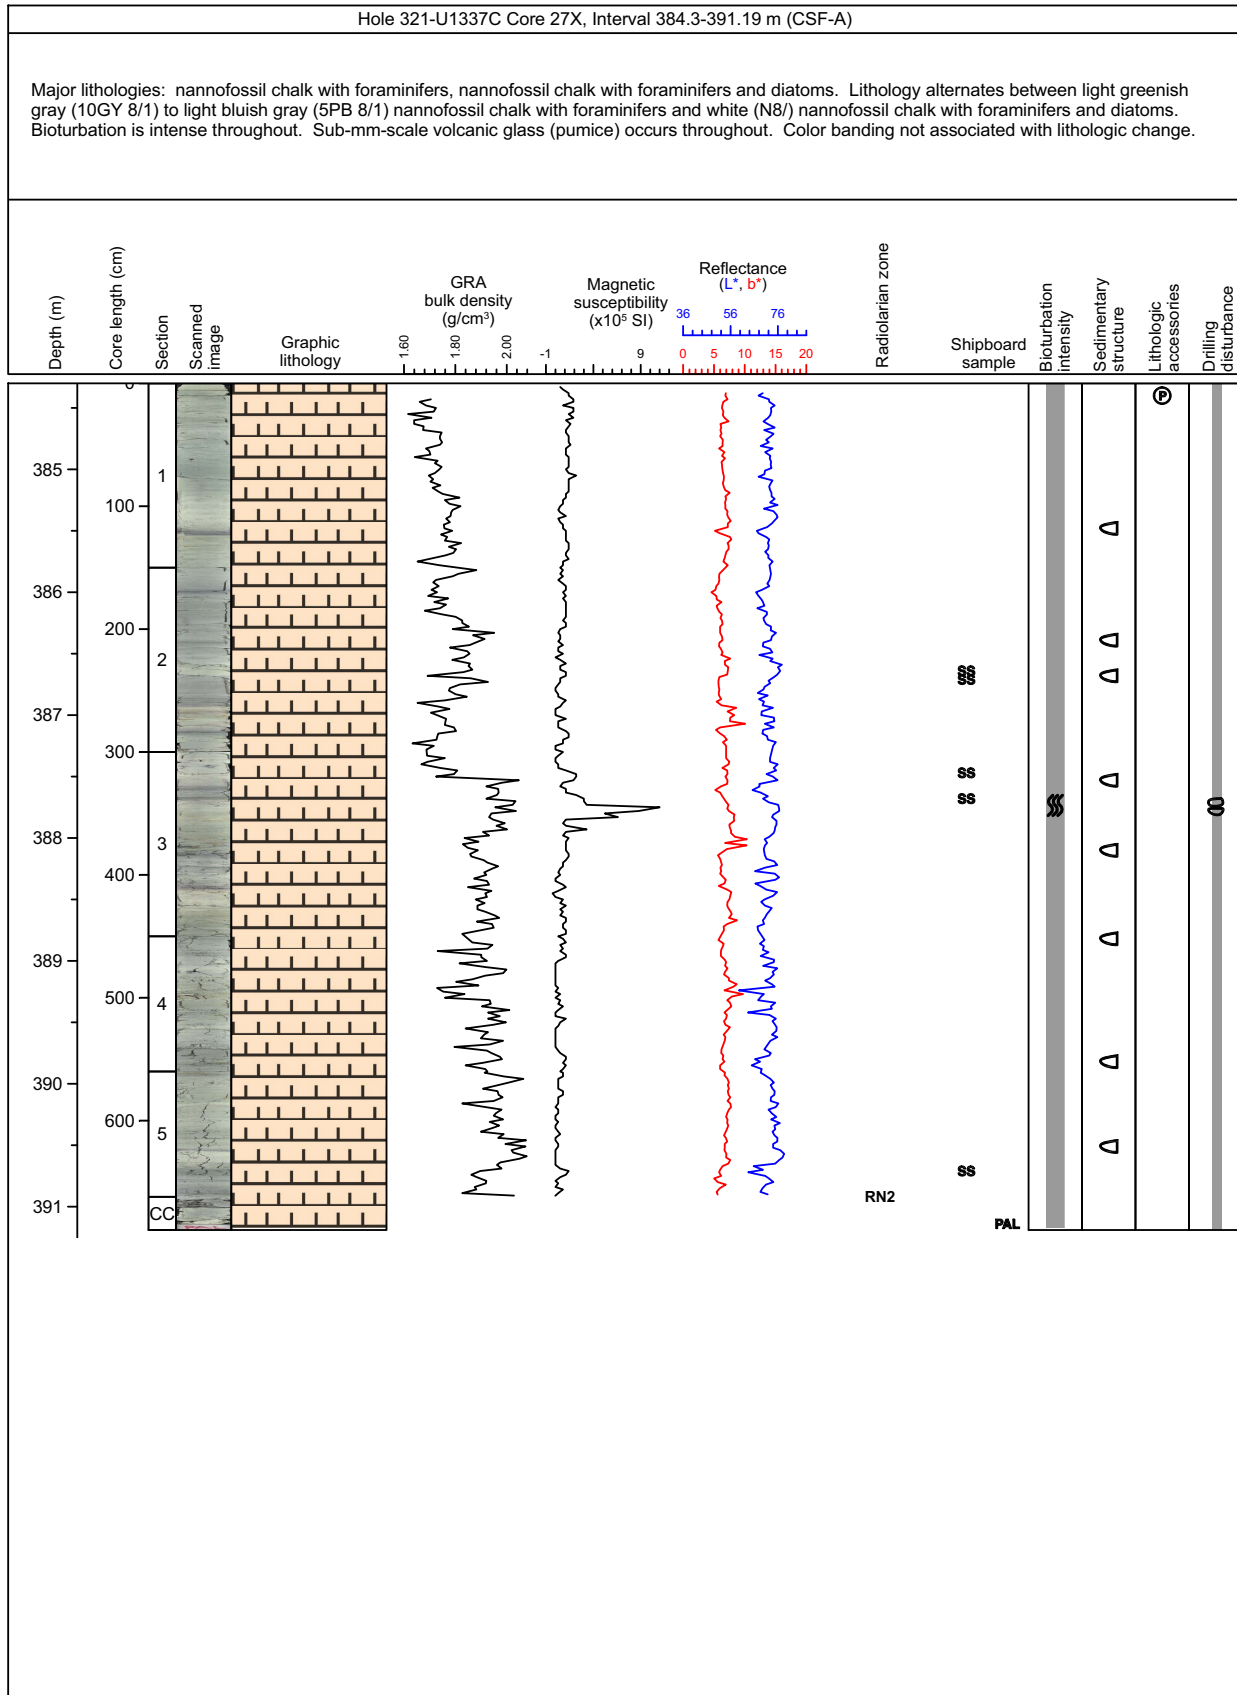 Hole 321-U1337C Core 27X, Interval 384.3-391.19 m (CSF-A)
Major lithologies: nannofossil chalk with foraminifers, nannofossil chalk with foraminifers and diatoms. Lithology alternates between light greenish
gray (10GY 8/1) to light bluish gray (5PB 8/1) nannofossil chalk with foraminifers and white (N8/) nannofossil chalk with foraminifers and diatoms.
Bioturbation is intense throughout. Sub-mm-scale volcanic glass (pumice) occurs throughout. Color banding not associated with lithologic change.
Depth (m)
Core length (cm)
Section
Scanned
image
Graphic
lithology
GRA
bulk density
(g/cm³)
1.60
1.80
2.00
Magnetic
susceptibility
(x10⁵ SI)
-1
9
Reflectance
(L*, b*)
36 56 76
0 5 10 15 20
Radiolarian zone
Shipboard
sample
Bioturbation
intensity
Sedimentary
structure
Lithologic
accessories
Drilling
disturbance
0
P
385
1
100
386
200
2
SS
SS
387
300
SS
SS
388
3
400
389
500
4
390
600
5
SS
RN2
391
CC
PAL